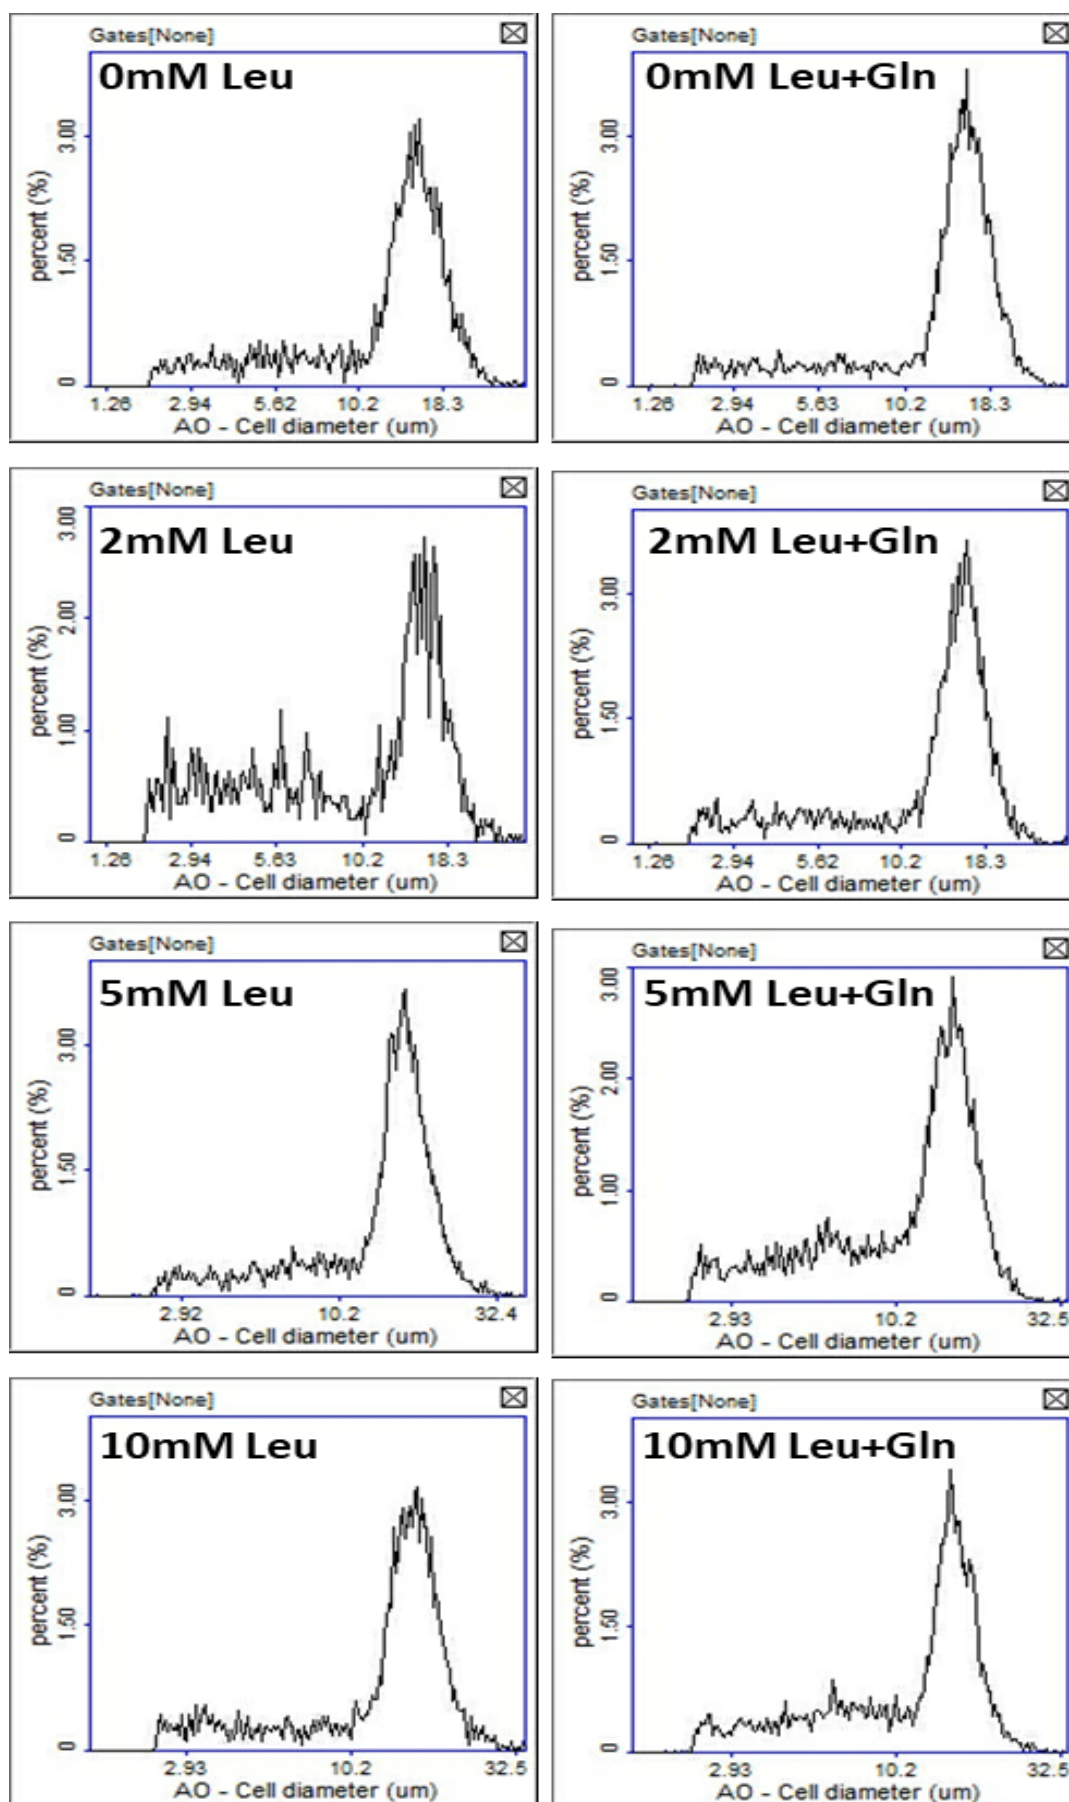 Gates[None]
0mM Leu
percent (%)
3.00
1.50
0
1.26 2.94 5.62 10.2 18.3
AO - Cell diameter (um)
Gates[None]
0mM Leu+Gln
percent (%)
3.00
1.50
0
1.26 2.94 5.63 10.2 18.3
AO - Cell diameter (um)
Gates[None]
2mM Leu
percent (%)
3.00
2.00
1.00
0
1.26 2.94 5.63 10.2 18.3
AO - Cell diameter (um)
Gates[None]
2mM Leu+Gln
percent (%)
3.00
1.50
0
1.26 2.94 5.62 10.2 18.3
AO - Cell diameter (um)
Gates[None]
5mM Leu
percent (%)
3.00
1.50
0
2.92 10.2 32.4
AO - Cell diameter (um)
Gates[None]
5mM Leu+Gln
percent (%)
3.00
2.00
1.00
0
2.93 10.2 32.5
AO - Cell diameter (um)
Gates[None]
10mM Leu
percent (%)
3.00
1.50
0
2.93 10.2 32.5
AO - Cell diameter (um)
Gates[None]
10mM Leu+Gln
percent (%)
3.00
1.50
0
2.93 10.2 32.5
AO - Cell diameter (um)